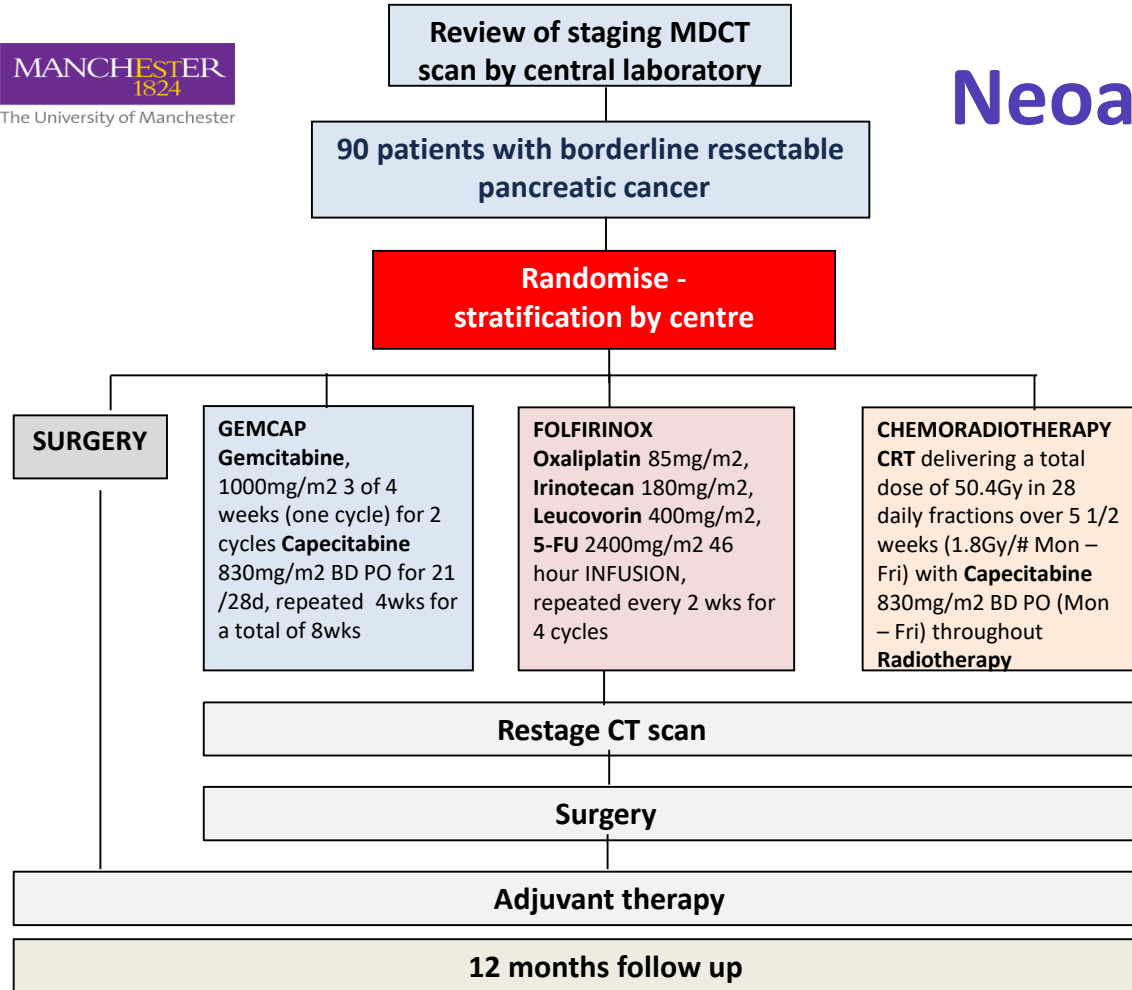 MANCHESTER
1824
The University of Manchester
Neoa
Review of staging MDCT
scan by central laboratory
90 patients with borderline resectable
pancreatic cancer
Randomise -
stratification by centre
SURGERY
GEMCAP
Gemcitabine,
1000mg/m2 3 of 4
weeks (one cycle) for 2
cycles Capecitabine
830mg/m2 BD PO for 21
/28d, repeated 4wks for
a total of 8wks
FOLFIRINOX
Oxaliplatin 85mg/m2,
Irinotecan 180mg/m2,
Leucovorin 400mg/m2,
5-FU 2400mg/m2 46
hour INFUSION,
repeated every 2 wks for
4 cycles
CHEMORADIOTHERAPY
CRT delivering a total
dose of 50.4Gy in 28
daily fractions over 5 1/2
weeks (1.8Gy/# Mon –
Fri) with Capecitabine
830mg/m2 BD PO (Mon
– Fri) throughout
Radiotherapy
Restage CT scan
Surgery
Adjuvant therapy
12 months follow up